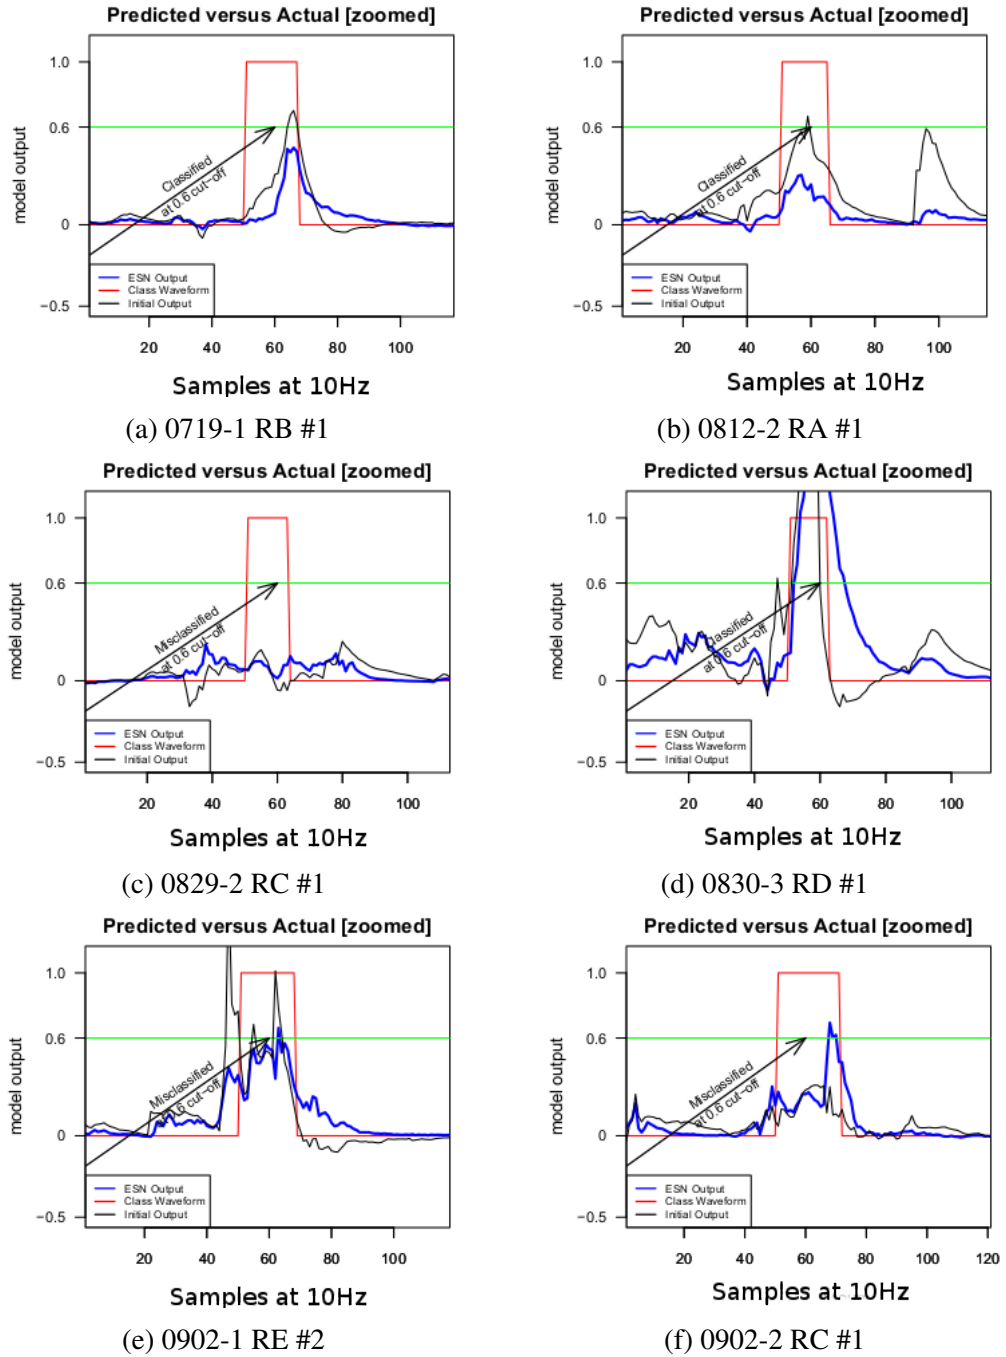 Predicted versus Actual [zoomed]
model output
1.0
0.6
0
−0.5
Classified
at 0.6 cut−off
ESN Output
Class Waveform
Initial Output
20 40 60 80 100
Samples at 10Hz
(a) 0719-1 RB #1
Predicted versus Actual [zoomed]
model output
1.0
0.6
0
−0.5
Classified
at 0.6 cut−off
ESN Output
Class Waveform
Initial Output
20 40 60 80 100
Samples at 10Hz
(b) 0812-2 RA #1
Predicted versus Actual [zoomed]
model output
1.0
0.6
0
−0.5
Misclassified
at 0.6 cut−off
ESN Output
Class Waveform
Initial Output
20 40 60 80 100
Samples at 10Hz
(c) 0829-2 RC #1
Predicted versus Actual [zoomed]
model output
1.0
0.6
0
−0.5
Classified
at 0.6 cut−off
ESN Output
Class Waveform
Initial Output
20 40 60 80 100
Samples at 10Hz
(d) 0830-3 RD #1
Predicted versus Actual [zoomed]
model output
1.0
0.6
0
−0.5
Misclassified
at 0.6 cut−off
ESN Output
Class Waveform
Initial Output
20 40 60 80 100
Samples at 10Hz
(e) 0902-1 RE #2
Predicted versus Actual [zoomed]
model output
1.0
0.6
0
−0.5
Misclassified
at 0.6 cut−off
ESN Output
Class Waveform
Initial Output
20 40 60 80 100 120
Samples at 10Hz
(f) 0902-2 RC #1